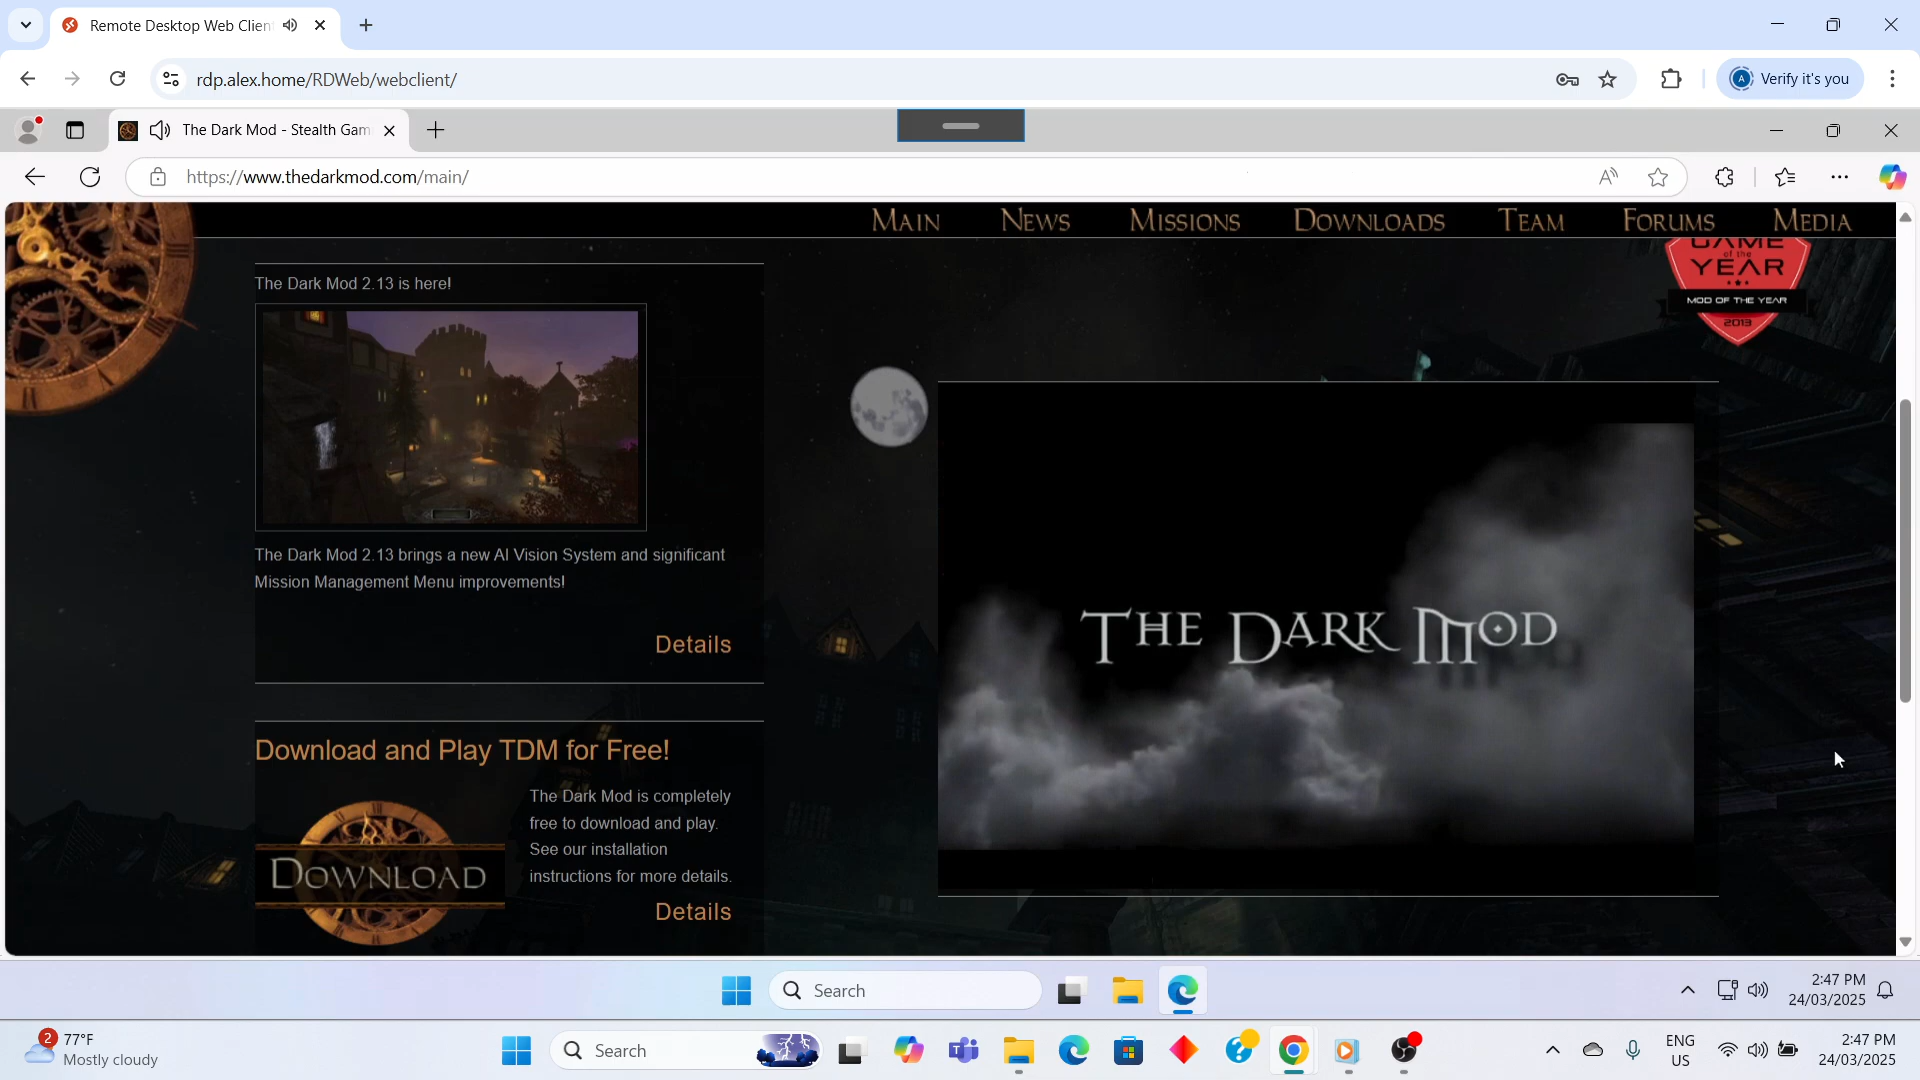 Remote Desktop Web Clien
rdp.alex.home/RDWeb/webclient/
A
Verify it's you
The Dark Mod - Stealth Gam
https://www.thedarkmod.com/main/
MAIN
NEWS
MISSIONS
DOWNLOADS
TEAM
FORUMS
MEDIA
GAME
of the
YEAR
MOD OF THE YEAR
2013
The Dark Mod 2.13 is here!
The Dark Mod 2.13 brings a new AI Vision System and significant
Mission Management Menu improvements!
Details
THE DARK MOD
Download and Play TDM for Free!
The Dark Mod is completely
free to download and play.
See our installation
instructions for more details.
DOWNLOAD
Details
Search
2:47 PM
24/03/2025
2
77°F
Mostly cloudy
Search
ENG
US
2:47 PM
24/03/2025